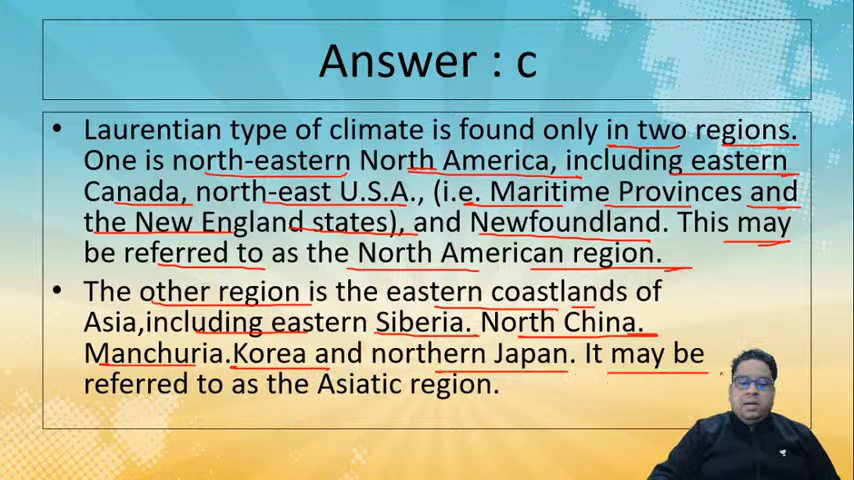 Answer : c
• Laurentian type of climate is found only in two regions.
One is north-eastern North America, including eastern
Canada, north-east U.S.A., (i.e. Maritime Provinces and
the New England states), and Newfoundland. This may
be referred to as the North American region.
• The other region is the eastern coastlands of
Asia,including eastern Siberia. North China.
Manchuria.Korea and northern Japan. It may be
referred to as the Asiatic region.